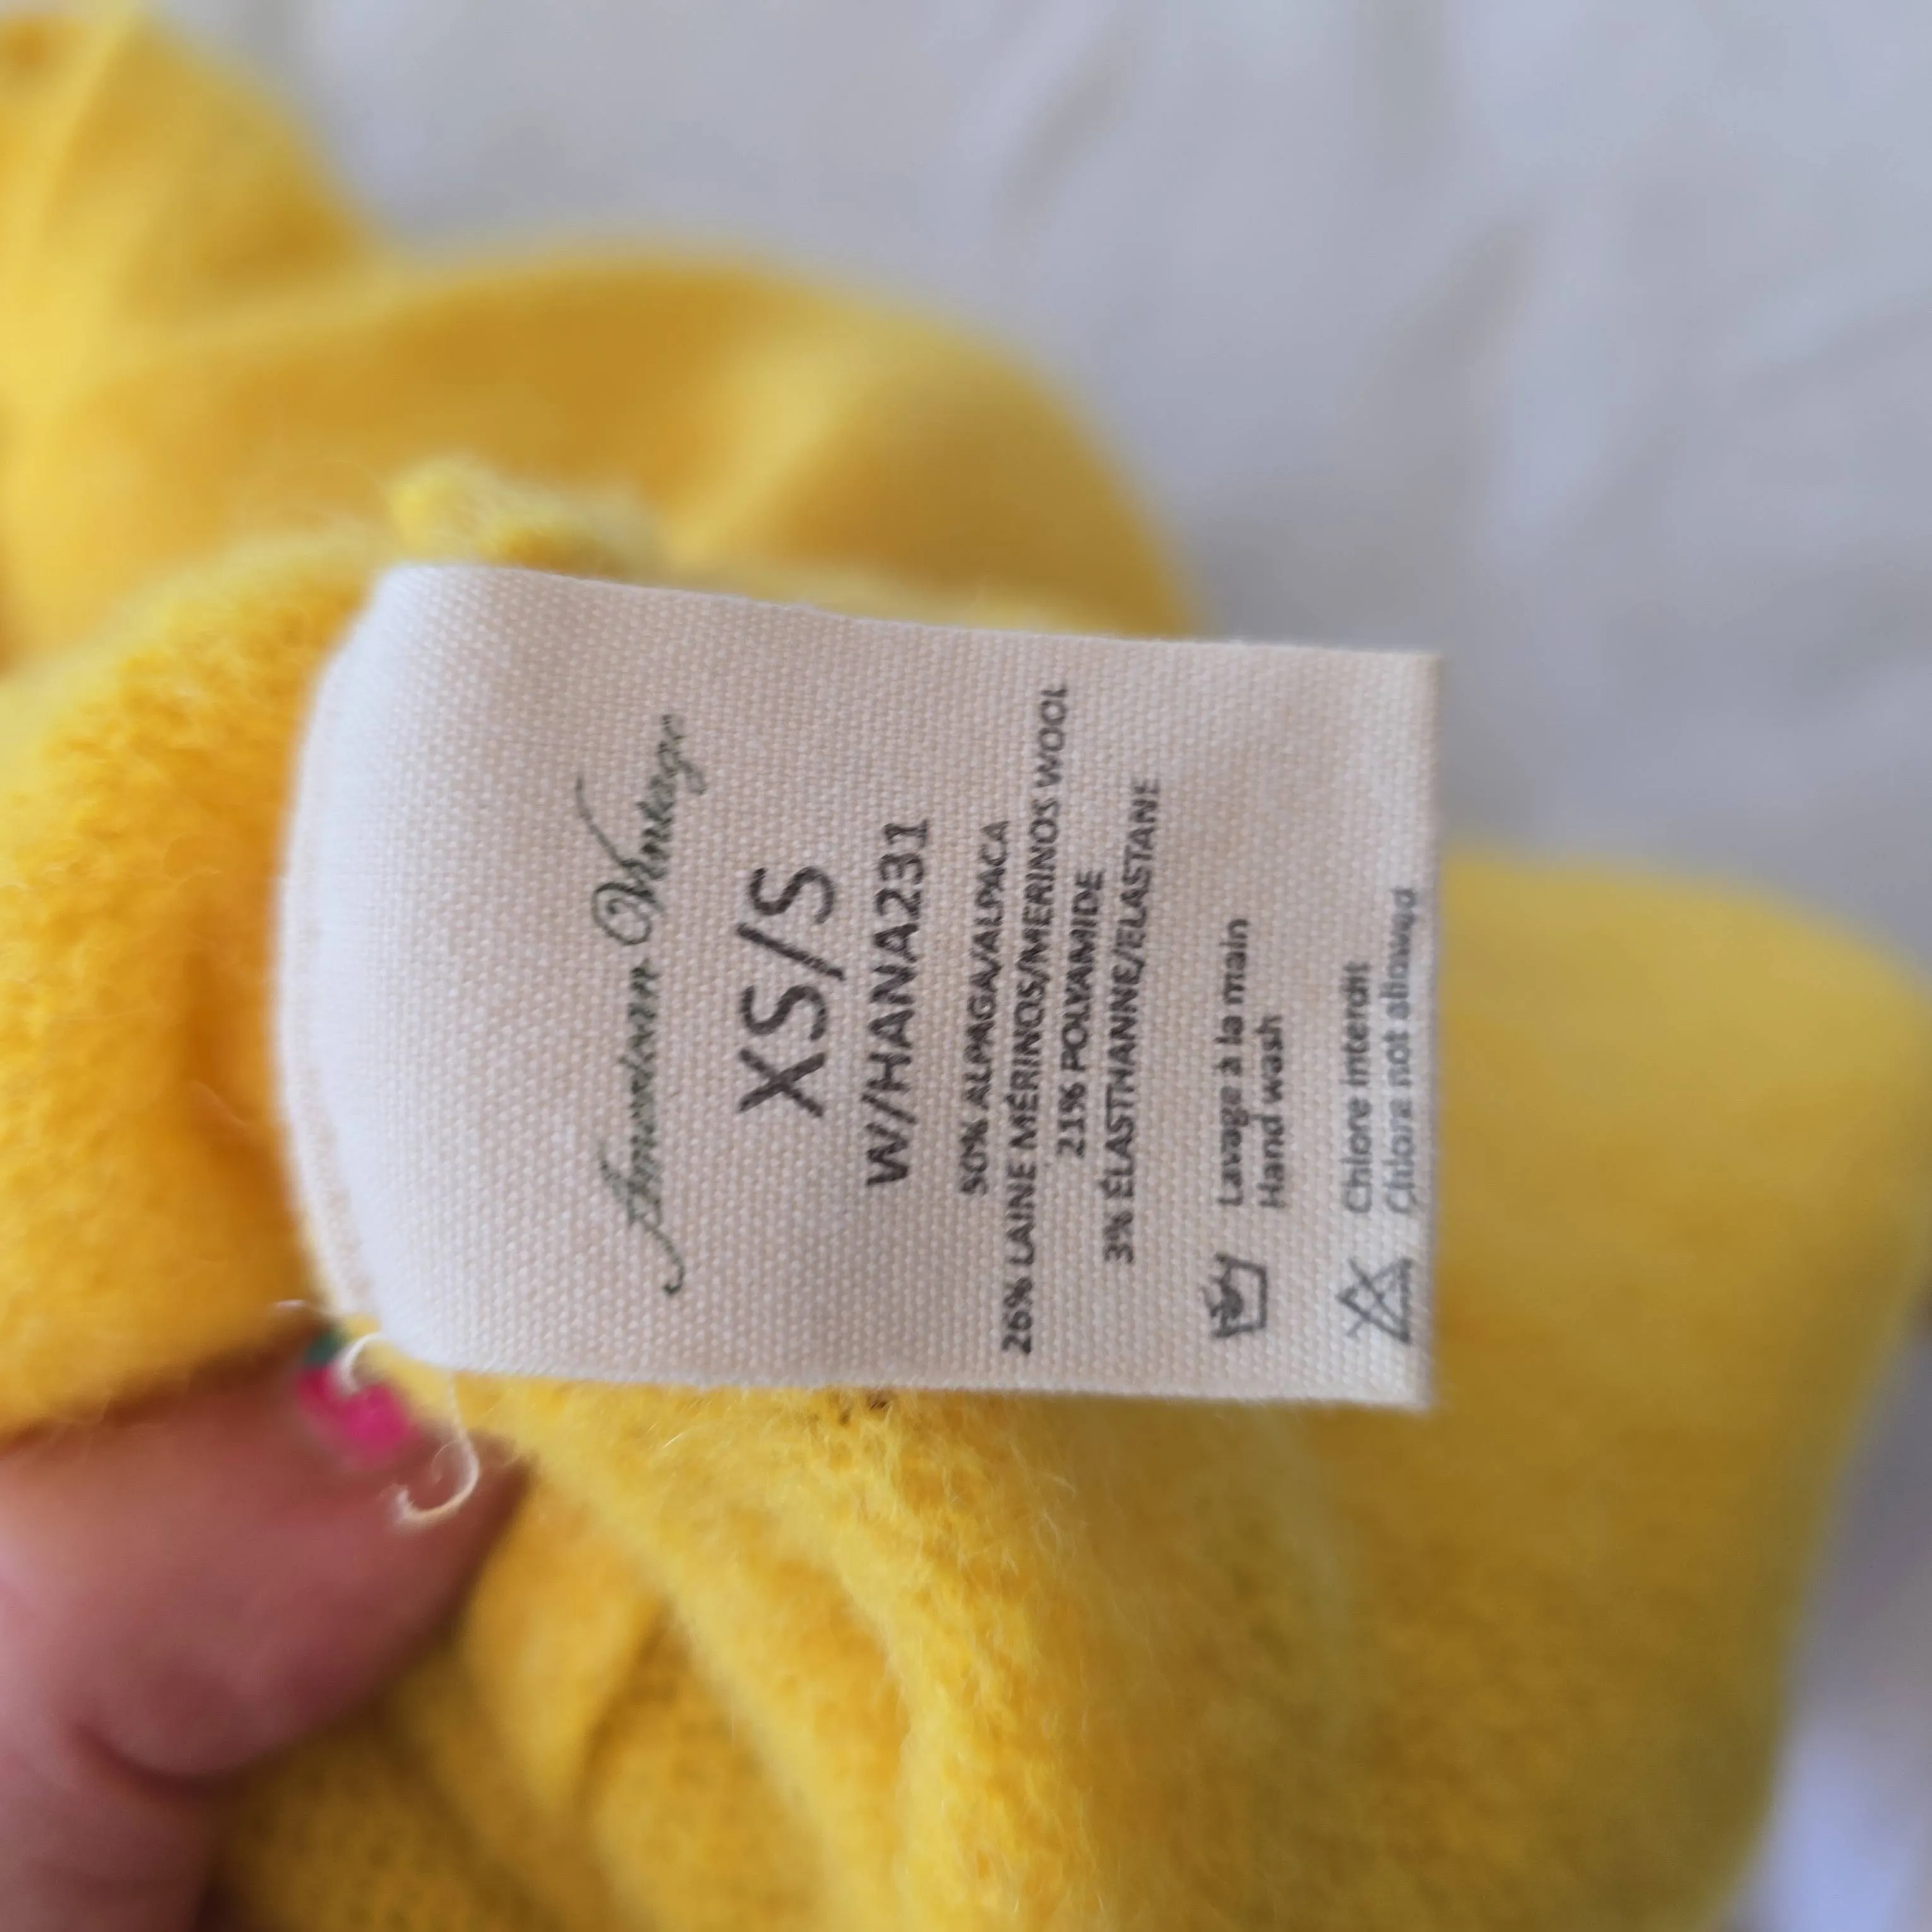 American Vintage
XS/S
W/HANA231
50% ALPAGA/ALPACA
26% LAINE MÉRINOS/MERINOS WOOL
21% POLYAMIDE
3% ÉLASTHANNE/ELASTANE
Lavage à la main
Hand wash
Chlore interdit
Chlore not allowed